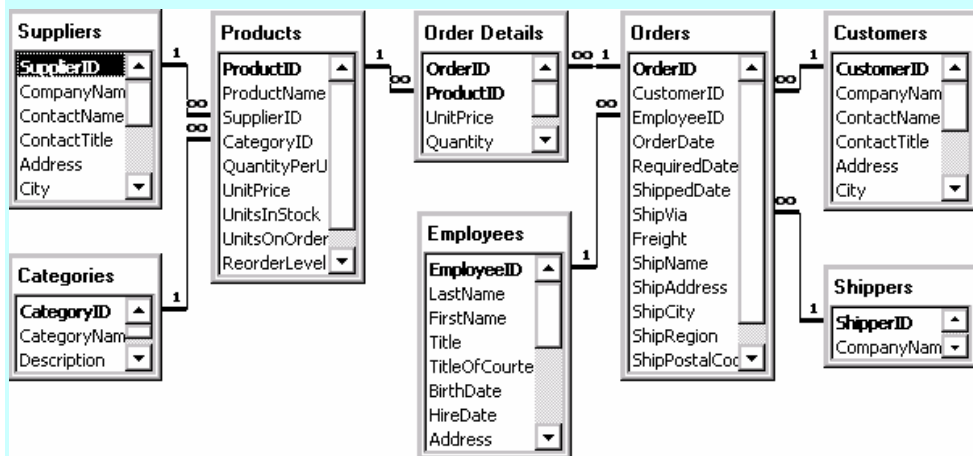 Suppliers
SupplierID
CompanyNam
ContactName
ContactTitle
Address
City
Products
ProductID
ProductName
SupplierID
CategoryID
QuantityPerU
UnitPrice
UnitsInStock
UnitsOnOrder
ReorderLevel
Order Details
OrderID
ProductID
UnitPrice
Quantity
Orders
OrderID
CustomerID
EmployeeID
OrderDate
RequiredDate
ShippedDate
ShipVia
Freight
ShipName
ShipAddress
ShipCity
ShipRegion
ShipPostalCod
Customers
CustomerID
CompanyNam
ContactName
ContactTitle
Address
City
Categories
CategoryID
CategoryNam
Description
Employees
EmployeeID
LastName
FirstName
Title
TitleOfCourte
BirthDate
HireDate
Address
Shippers
ShipperID
CompanyNam
1
∞
∞
1
1
∞
∞
1
∞
1
∞
1
∞
1